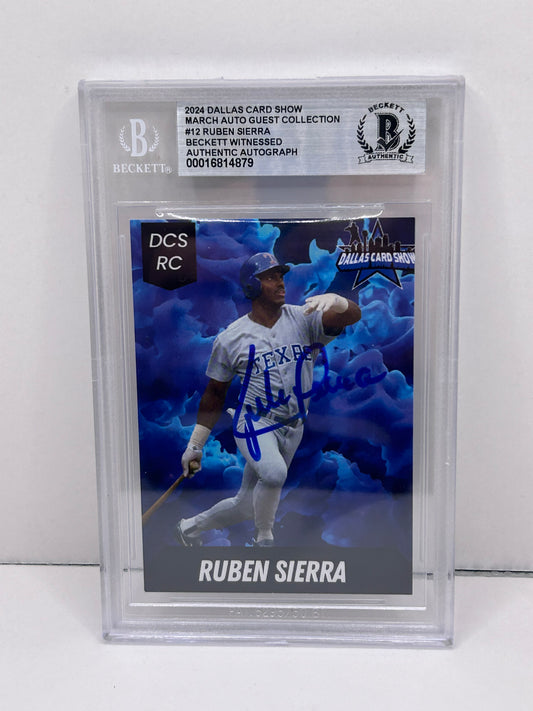 2024 DALLAS CARD SHOW
MARCH AUTO GUEST COLLECTION
#12 RUBEN SIERRA
BECKETT WITNESSED
AUTHENTIC AUTOGRAPH
00016814879
B
BECKETT®
BECKETT
B
AUTHENTIC
DCS
RC
DALLAS CARD SHOW
TEXA
RUBEN SIERRA